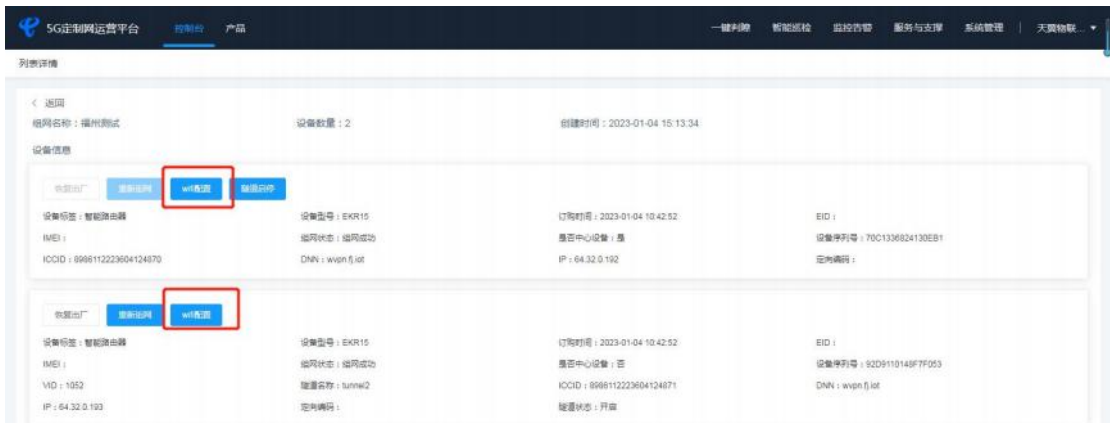 5G定制网运营平台 控制台 产品 一键判障 智能巡检 监控告警 服务与支撑 系统管理 天翼物联...
列表详情
返回
组网名称：福州测试 设备数量：2 创建时间：2023-01-04 15:13:34
设备信息
恢复出厂 重新组网 wifi配置 隧道启停
设备标签：智能路由器 设备型号：EKR15 订购时间：2023-01-04 10:42:52 EID：
IMEI： 组网状态：组网成功 是否中心设备：是 设备序列号：70C1336824130EB1
ICCID：8986112223604124870 DNN：wvpn.fj.iot IP：64.32.0.192 定向编码：
恢复出厂 重新组网 wifi配置
设备标签：智能路由器 设备型号：EKR15 订购时间：2023-01-04 10:42:52 EID：
IMEI： 组网状态：组网成功 是否中心设备：否 设备序列号：92D9110148F7F053
VID：1052 隧道名称：tunnel2 ICCID：8986112223604124871 DNN：wvpn.fj.iot
IP：64.32.0.193 定向编码： 隧道状态：开启